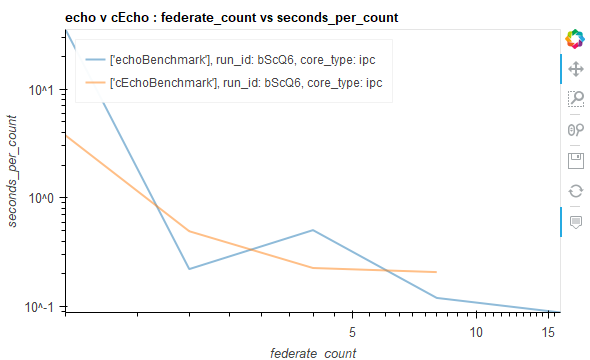 echo v cEcho : federate_count vs seconds_per_count
['echoBenchmark'], run_id: bScQ6, core_type: ipc
['cEchoBenchmark'], run_id: bScQ6, core_type: ipc
seconds_per_count
10^1
10^0
10^-1
5
10
15
federate_count